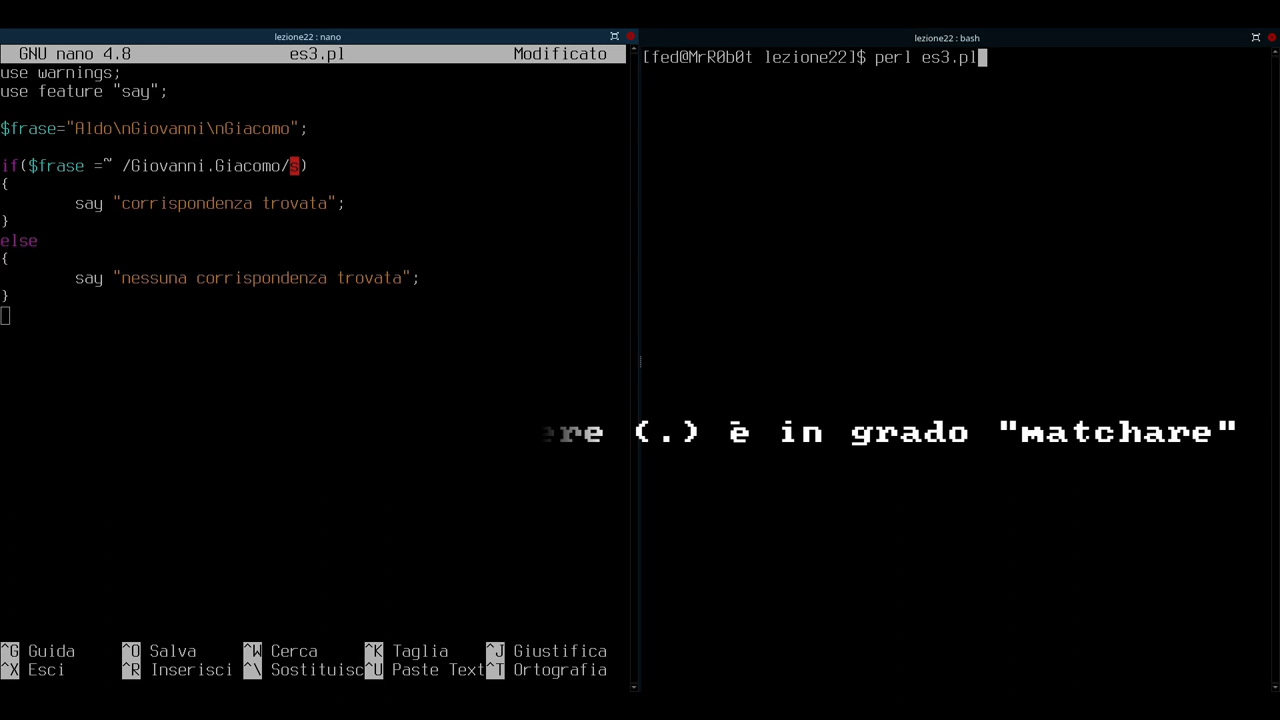 lezione22 : nano
GNU nano 4.8 es3.pl Modificato
use warnings;
use feature "say";
$frase="Aldo\nGiovanni\nGiacomo";
if($frase =~ /Giovanni.Giacomo/s)
{
say "corrispondenza trovata";
}
else
{
say "nessuna corrispondenza trovata";
}
^G Guida ^O Salva ^W Cerca ^K Taglia ^J Giustifica
^X Esci ^R Inserisci ^\ Sostituisc^U Paste Text^T Ortografia
lezione22 : bash
[fed@MrR0b0t lezione22]$ perl es3.pl
ere (.) è in grado "matchare"